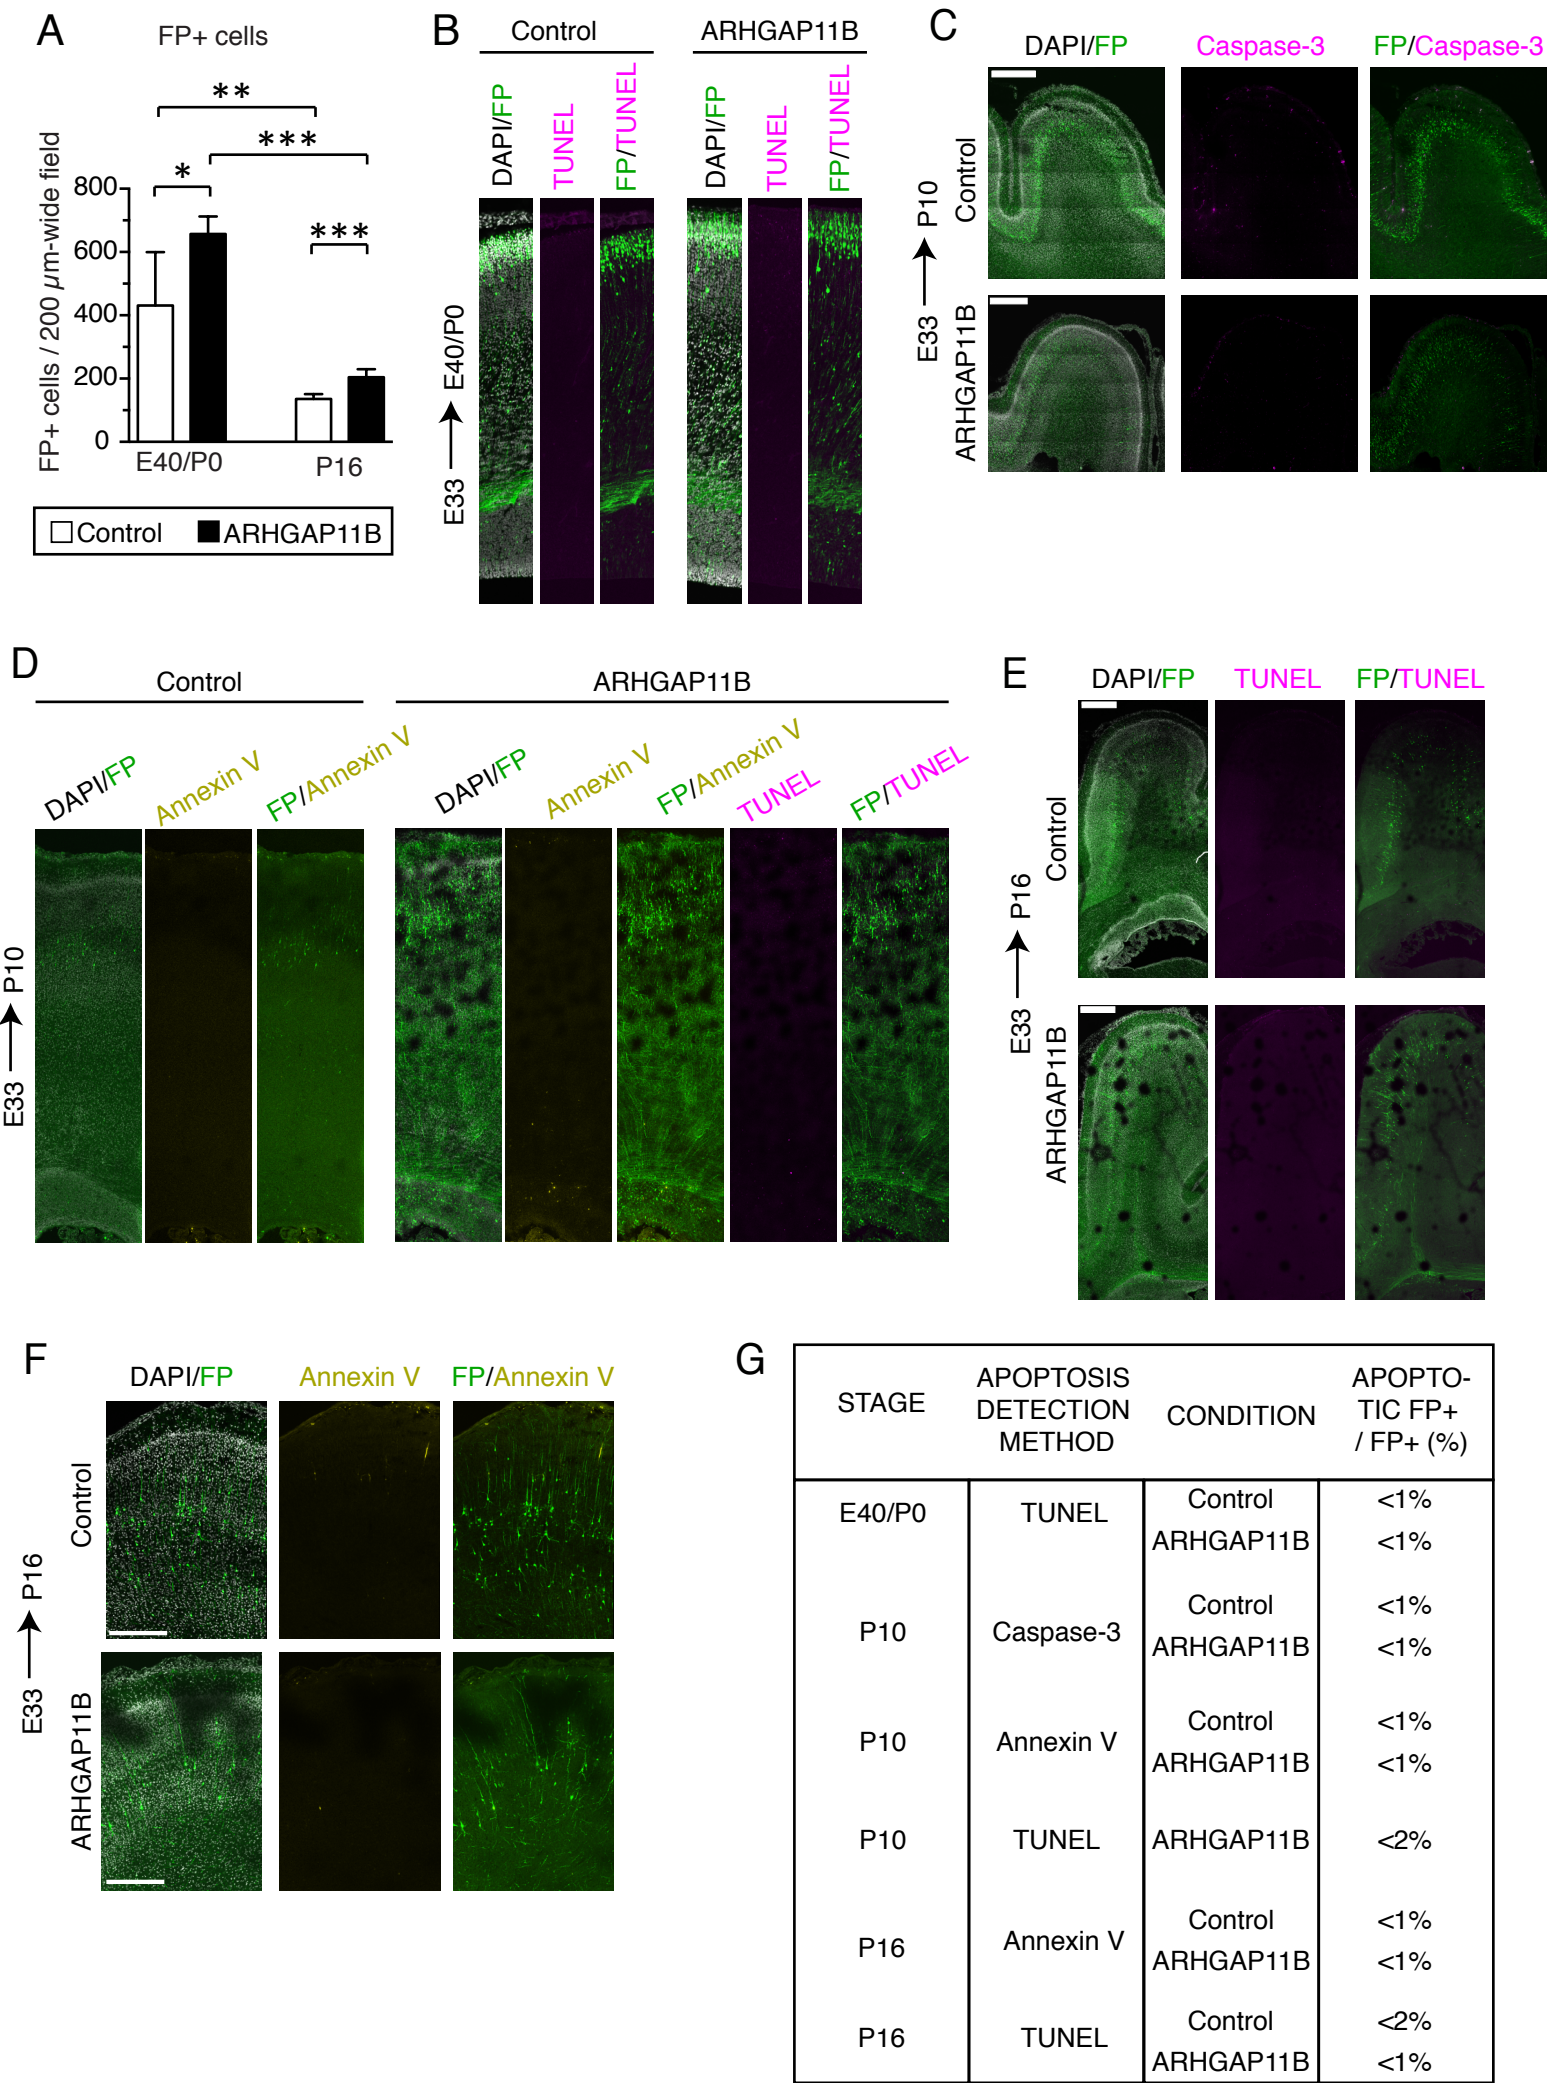 A
FP+ cells
**
***
*
***
FP+ cells / 200 µm-wide field
800
600
400
200
0
E40/P0
P16
Control
ARHGAP11B
B
Control
ARHGAP11B
DAPI/FP
TUNEL
FP/TUNEL
DAPI/FP
TUNEL
FP/TUNEL
E33 → E40/P0
C
DAPI/FP
Caspase-3
FP/Caspase-3
E33 → P10
Control
ARHGAP11B
D
Control
ARHGAP11B
DAPI/FP
Annexin V
FP/Annexin V
DAPI/FP
Annexin V
FP/Annexin V
TUNEL
FP/TUNEL
E33 → P10
E
DAPI/FP
TUNEL
FP/TUNEL
E33 → P16
Control
ARHGAP11B
F
DAPI/FP
Annexin V
FP/Annexin V
E33 → P16
Control
ARHGAP11B
G
STAGE
APOPTOSIS
DETECTION
METHOD
CONDITION
APOPTO-
TIC FP+
/ FP+ (%)
E40/P0
TUNEL
Control
<1%
ARHGAP11B
<1%
P10
Caspase-3
Control
<1%
ARHGAP11B
<1%
P10
Annexin V
Control
<1%
ARHGAP11B
<1%
P10
TUNEL
ARHGAP11B
<2%
P16
Annexin V
Control
<1%
ARHGAP11B
<1%
P16
TUNEL
Control
<2%
ARHGAP11B
<1%